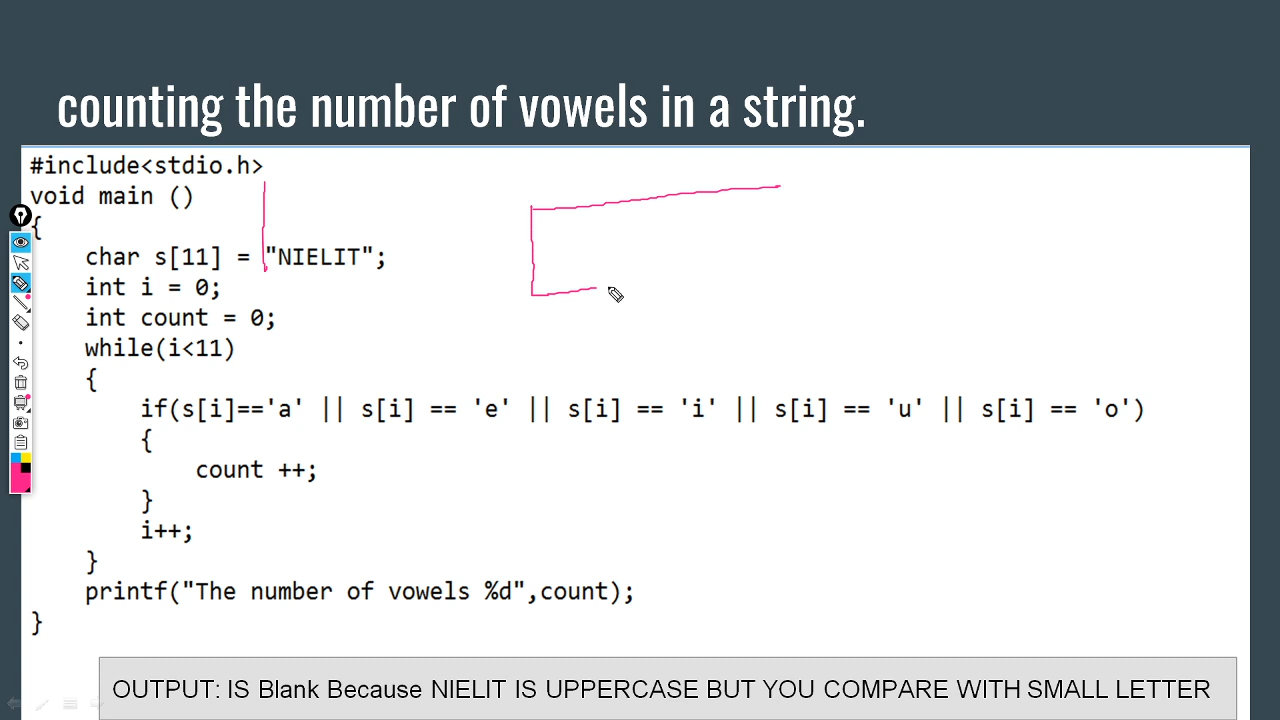 counting the number of vowels in a string.
#include<stdio.h>
void main ()
{
char s[11] = "NIELIT";
int i = 0;
int count = 0;
while(i<11)
{
if(s[i]=='a' || s[i] == 'e' || s[i] == 'i' || s[i] == 'u' || s[i] == 'o')
{
count ++;
}
i++;
}
printf("The number of vowels %d",count);
}
OUTPUT: IS Blank Because NIELIT IS UPPERCASE BUT YOU COMPARE WITH SMALL LETTER